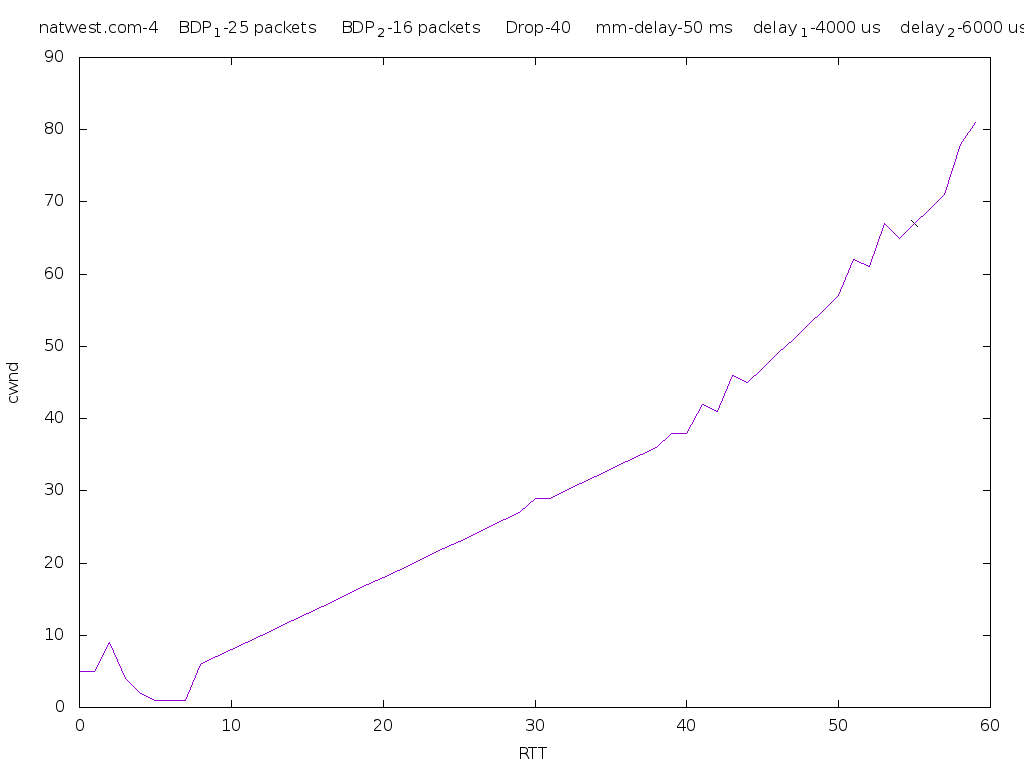 natwest.com-4 BDP1-25 packets BDP2-16 packets Drop-40 mm-delay-50 ms delay1-4000 us delay2-6000 us
90
80
70
60
50
40
30
20
10
0
cwnd
0 10 20 30 40 50 60
RTT